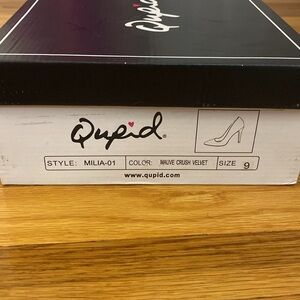 Qupid
Qupid®
STYLE: MILIA-01 COLOR: MAUVE CRUSH VELVET SIZE 9
www.qupid.com